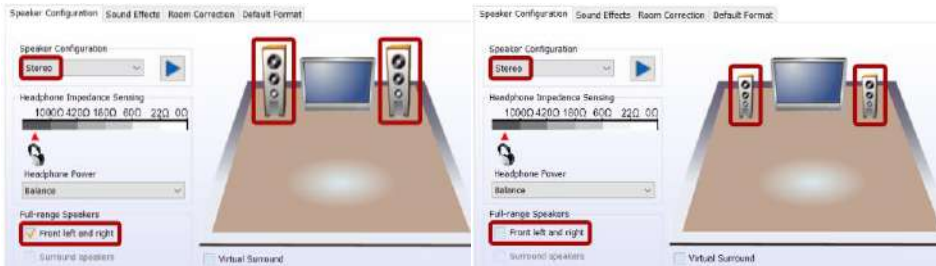 Speaker Configuration Sound Effects Room Correction Default Format
Speaker Configuration
Stereo
Headphone Impedance Sensing
1000Ω 420Ω 180Ω 60Ω 22Ω 0Ω
Headphone Power
Balance
Full-range Speakers
Front left and right
Surround speakers
Virtual Surround
Speaker Configuration Sound Effects Room Correction Default Format
Speaker Configuration
Stereo
Headphone Impedance Sensing
1000Ω 420Ω 180Ω 60Ω 22Ω 0Ω
Headphone Power
Balance
Full-range Speakers
Front left and right
Surround speakers
Virtual Surround